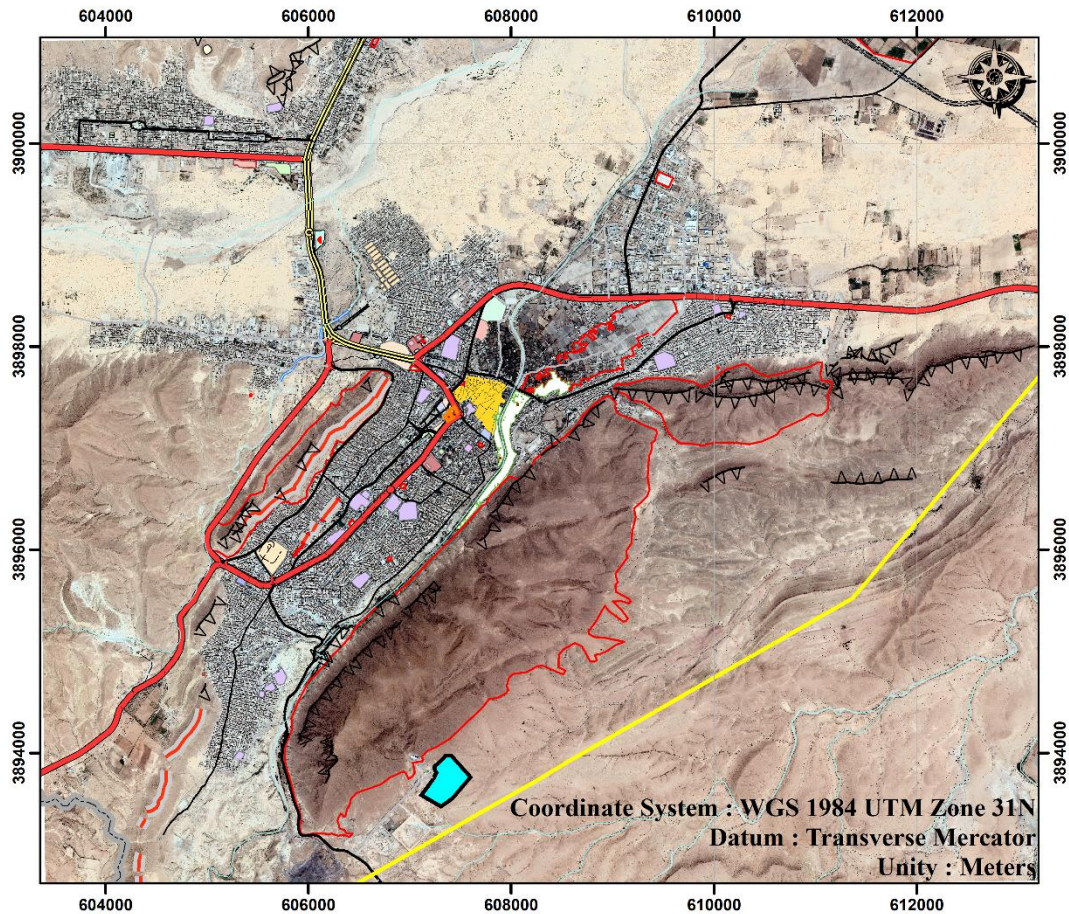 604000 606000 608000 610000 612000
3900000 3900000
3898000 3898000
3896000 3896000
3894000 3894000
Coordinate System : WGS 1984 UTM Zone 31N
Datum : Transverse Mercator
Unity : Meters
604000 606000 608000 610000 612000